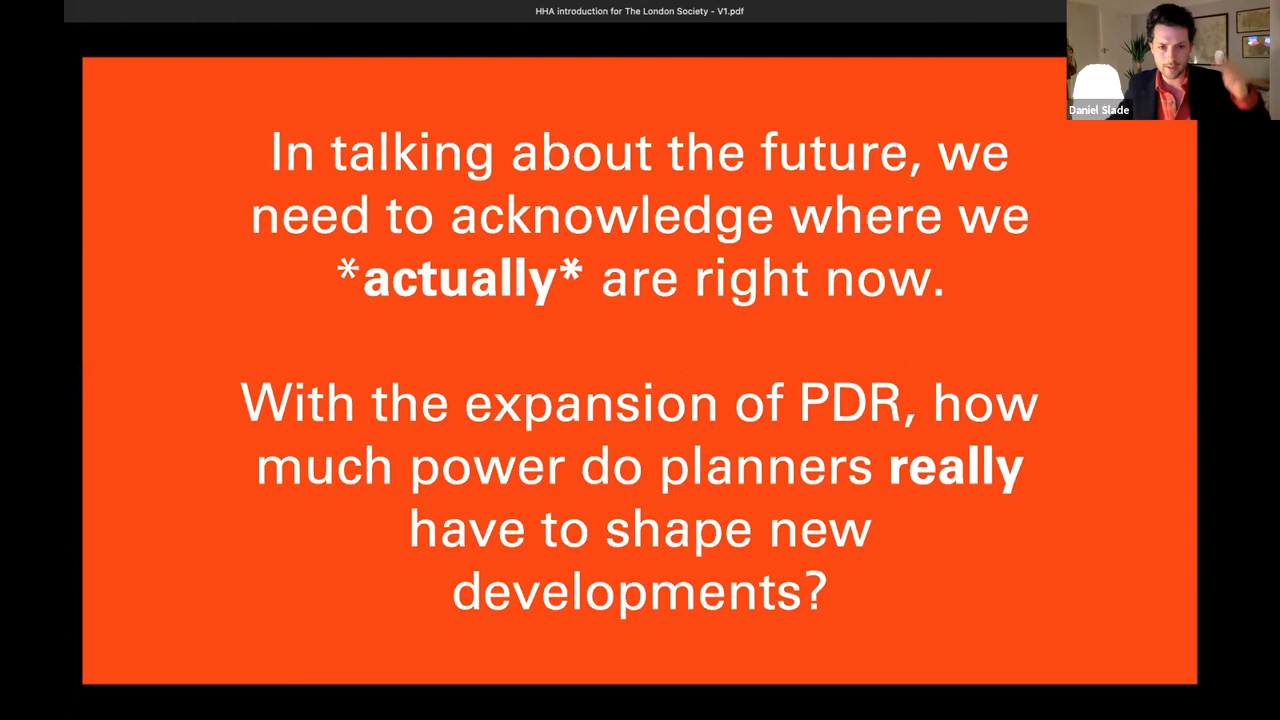 HHA introduction for The London Society - V1.pdf
Daniel Slade
In talking about the future, we
need to acknowledge where we
*actually* are right now.
With the expansion of PDR, how
much power do planners really
have to shape new
developments?